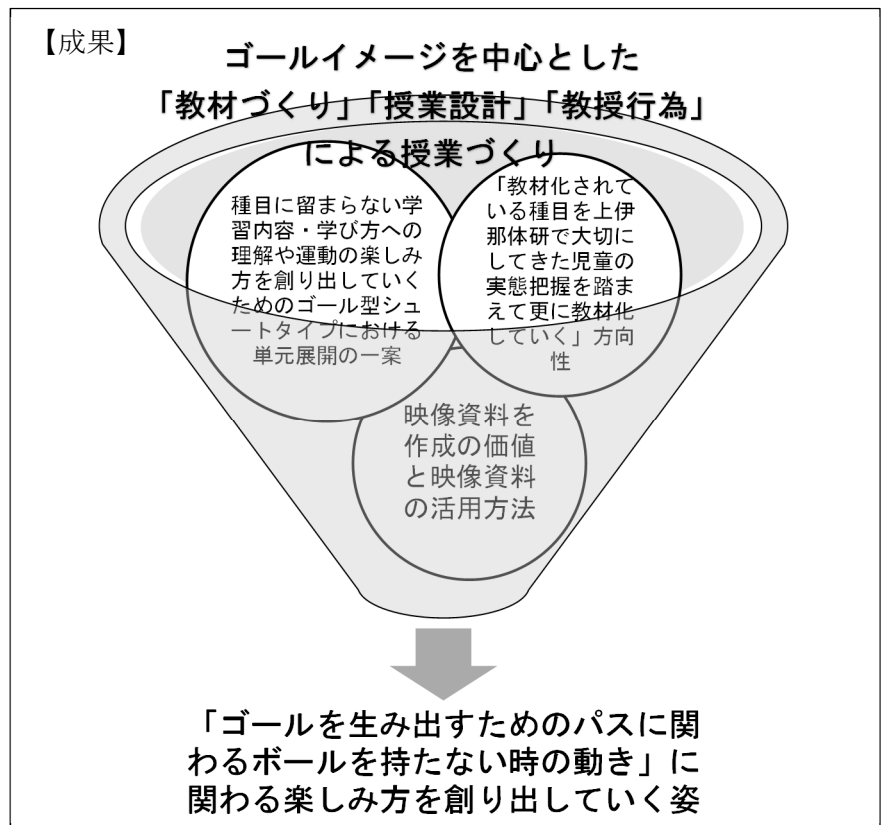 【成果】
ゴールイメージを中心とした
「教材づくり」「授業設計」「教授行為」
による授業づくり
種目に留まらない学
習内容・学び方への
理解や運動の楽しみ
方を創り出していく
ためのゴール型シュ
ートタイプにおける
単元展開の一案
「教材化されて
いる種目を上伊
那体研で大切に
してきた児童の
実態把握を踏ま
えて更に教材化
していく」方向
性
映像資料を
作成の価値
と映像資料
の活用方法
「ゴールを生み出すためのパスに関
わるボールを持たない時の動き」に
関わる楽しみ方を創り出していく姿